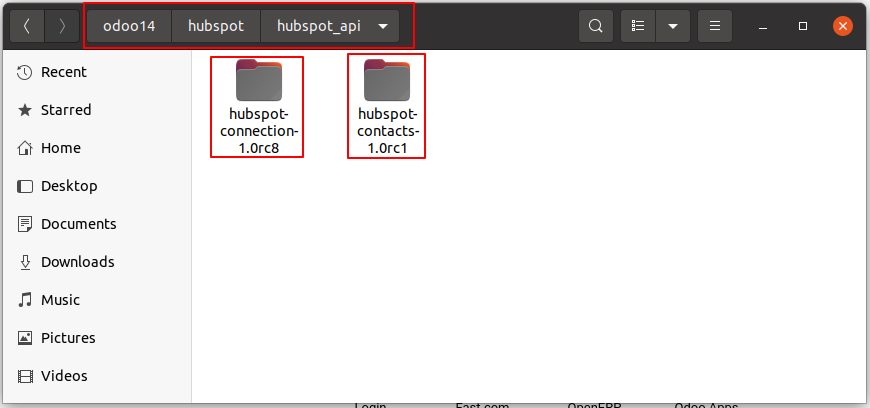 odoo14 hubspot hubspot_api
Recent
Starred
Home
Desktop
Documents
Downloads
Music
Pictures
Videos
hubspot-
connection-
1.0rc8
hubspot-
contacts-
1.0rc1
Login Fast.com OpenERP Odoo Apps